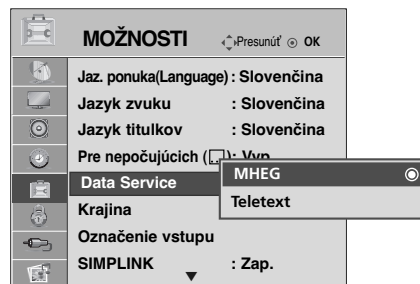 MOŽNOSTI Presunúť OK
Jaz. ponuka(Language) : Slovenčina
Jazyk zvuku : Slovenčina
Jazyk titulkov : Slovenčina
Pre nepočujúcich ( ): Vyp.
Data Service
MHEG
Teletext
Krajina
Označenie vstupu
SIMPLINK : Zap.